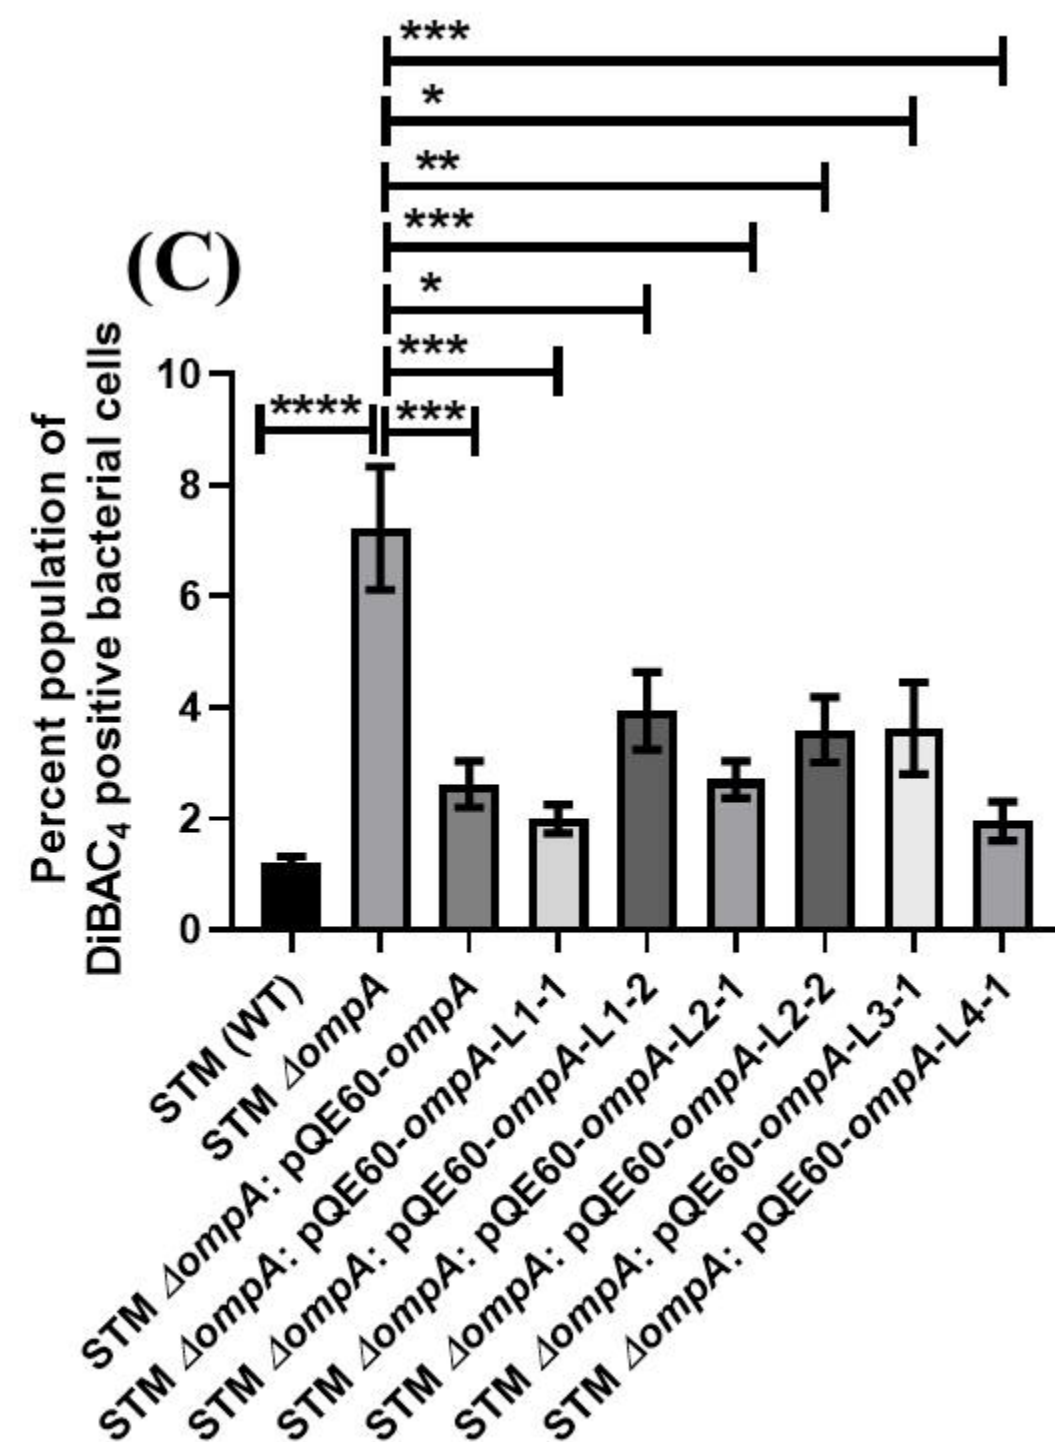 ***
*
**
***
(C)
*
***
**** ***
Percent population of
DiBAC4 positive bacterial cells
10
8
6
4
2
0
STM (WT)
STM ΔompA
STM ΔompA: pQE60-ompA
STM ΔompA: pQE60-ompA-L1-1
STM ΔompA: pQE60-ompA-L1-2
STM ΔompA: pQE60-ompA-L2-1
STM ΔompA: pQE60-ompA-L2-2
STM ΔompA: pQE60-ompA-L3-1
STM ΔompA: pQE60-ompA-L4-1